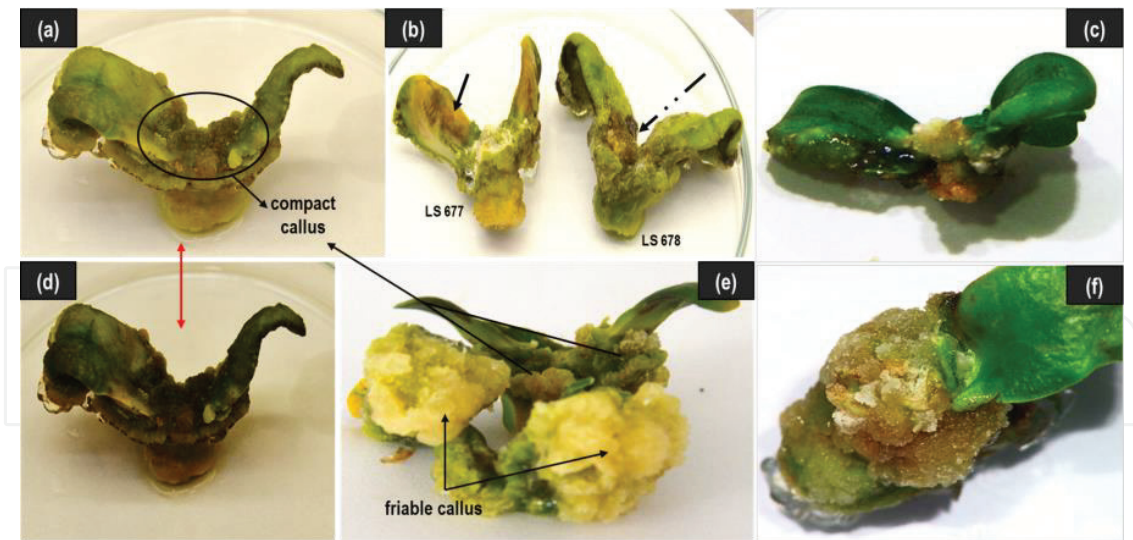 (a)
(b)
(c)
LS 677
LS 678
compact
callus
(d)
(e)
(f)
friable callus